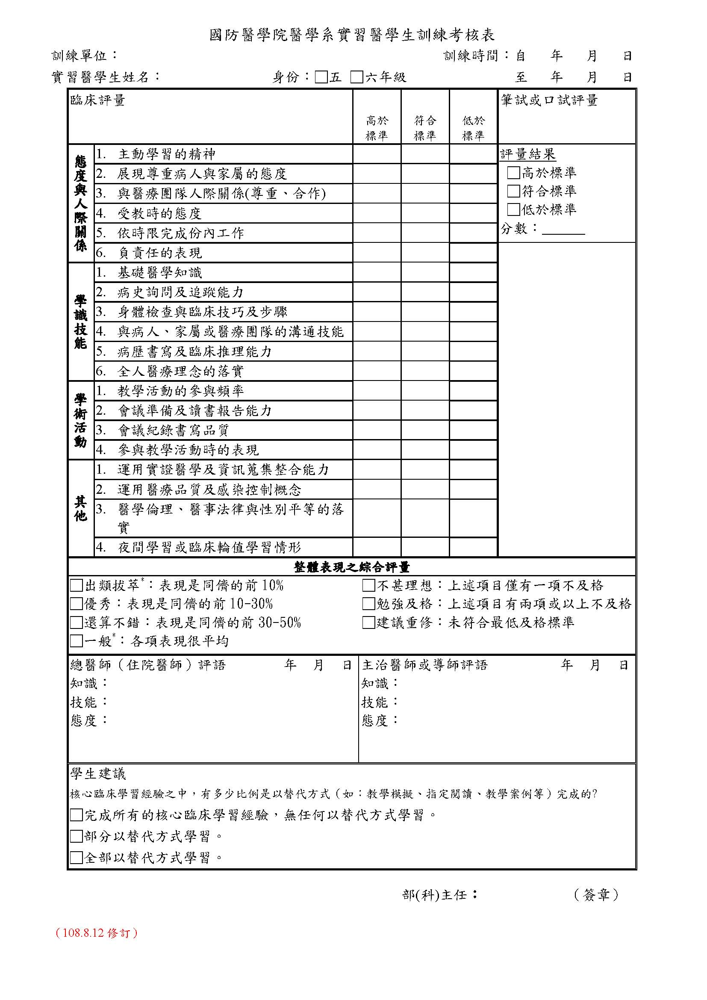 國防醫學院醫學系實習醫學生訓練考核表
訓練單位： 訓練時間：自 年 月 日
實習醫學生姓名： 身份：□五 □六年級 至 年 月 日
臨床評量 高於標準 符合標準 低於標準 筆試或口試評量
態度與人際關係
1. 主動學習的精神
2. 展現尊重病人與家屬的態度
3. 與醫療團隊人際關係(尊重、合作)
4. 受教時的態度
5. 依時限完成份內工作
6. 負責任的表現
評量結果
□高於標準
□符合標準
□低於標準
分數：______
學識技能
1. 基礎醫學知識
2. 病史詢問及追蹤能力
3. 身體檢查與臨床技巧及步驟
4. 與病人、家屬或醫療團隊的溝通技能
5. 病歷書寫及臨床推理能力
6. 全人醫療理念的落實
學術活動
1. 教學活動的參與頻率
2. 會議準備及讀書報告能力
3. 會議紀錄書寫品質
4. 參與教學活動時的表現
其他
1. 運用實證醫學及資訊蒐集整合能力
2. 運用醫療品質及感染控制概念
3. 醫學倫理、醫事法律與性別平等的落
實
4. 夜間學習或臨床輪值學習情形
整體表現之綜合評量
□出類拔萃*：表現是同儕的前 10% □不甚理想：上述項目僅有一項不及格
□優秀：表現是同儕的前 10-30% □勉強及格：上述項目有兩項或以上不及格
□還算不錯：表現是同儕的前 30-50% □建議重修：未符合最低及格標準
□一般*：各項表現很平均
總醫師（住院醫師）評語 年 月 日 主治醫師或導師評語 年 月 日
知識： 知識：
技能： 技能：
態度： 態度：
學生建議
核心臨床學習經驗之中，有多少比例是以替代方式（如：教學模擬、指定閱讀、教學案例等）完成的?
□完成所有的核心臨床學習經驗，無任何以替代方式學習。
□部分以替代方式學習。
□全部以替代方式學習。
部(科)主任： （簽章）
（108.8.12 修訂）